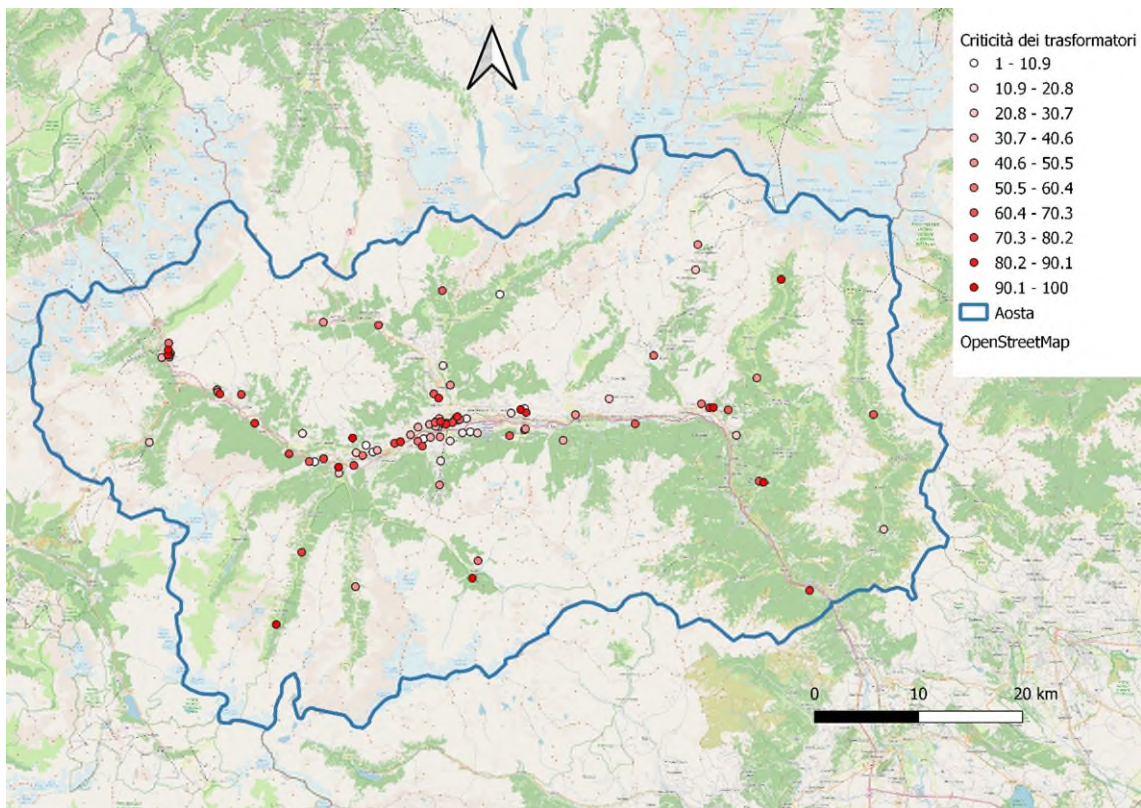 Criticità dei trasformatori
1 - 10.9
10.9 - 20.8
20.8 - 30.7
30.7 - 40.6
40.6 - 50.5
50.5 - 60.4
60.4 - 70.3
70.3 - 80.2
80.2 - 90.1
90.1 - 100
Aosta
OpenStreetMap
0 10 20 km